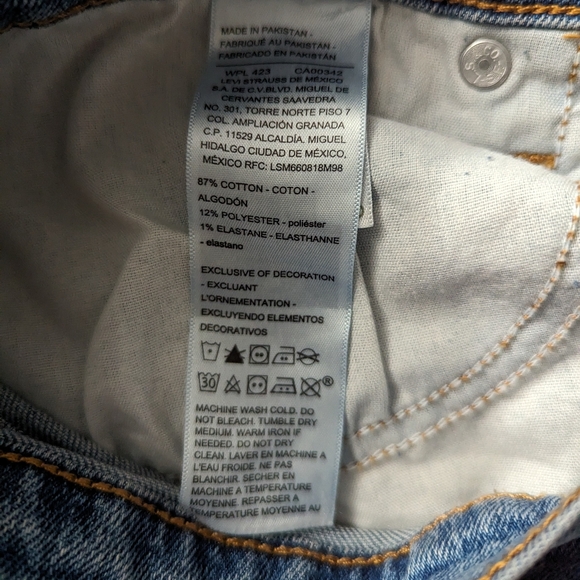 MADE IN PAKISTAN -
FABRIQUÉ AU PAKISTAN -
FABRICADO EN PAKISTÁN
WPL 423 CA00342
LEVI STRAUSS DE MÉXICO
S.A. DE C.V.BLVD. MIGUEL DE
CERVANTES SAAVEDRA
NO. 301, TORRE NORTE PISO 7
COL. AMPLIACIÓN GRANADA
C.P. 11529 ALCALDÍA. MIGUEL
HIDALGO CIUDAD DE MÉXICO,
MÉXICO RFC: LSM660818M98
87% COTTON - COTON -
ALGODÓN
12% POLYESTER - poliéster
1% ELASTANE - ELASTHANNE
- elastano
EXCLUSIVE OF DECORATION
- EXCLUANT
L'ORNEMENTATION -
EXCLUYENDO ELEMENTOS
DECORATIVOS
30 ®
MACHINE WASH COLD. DO
NOT BLEACH. TUMBLE DRY
MEDIUM. WARM IRON IF
NEEDED. DO NOT DRY
CLEAN. LAVER EN MACHINE A
L'EAU FROIDE. NE PAS
BLANCHIR. SÉCHER EN
MACHINE A TEMPERATURE
MOYENNE. REPASSER A
TEMPERATURE MOYENNE AU